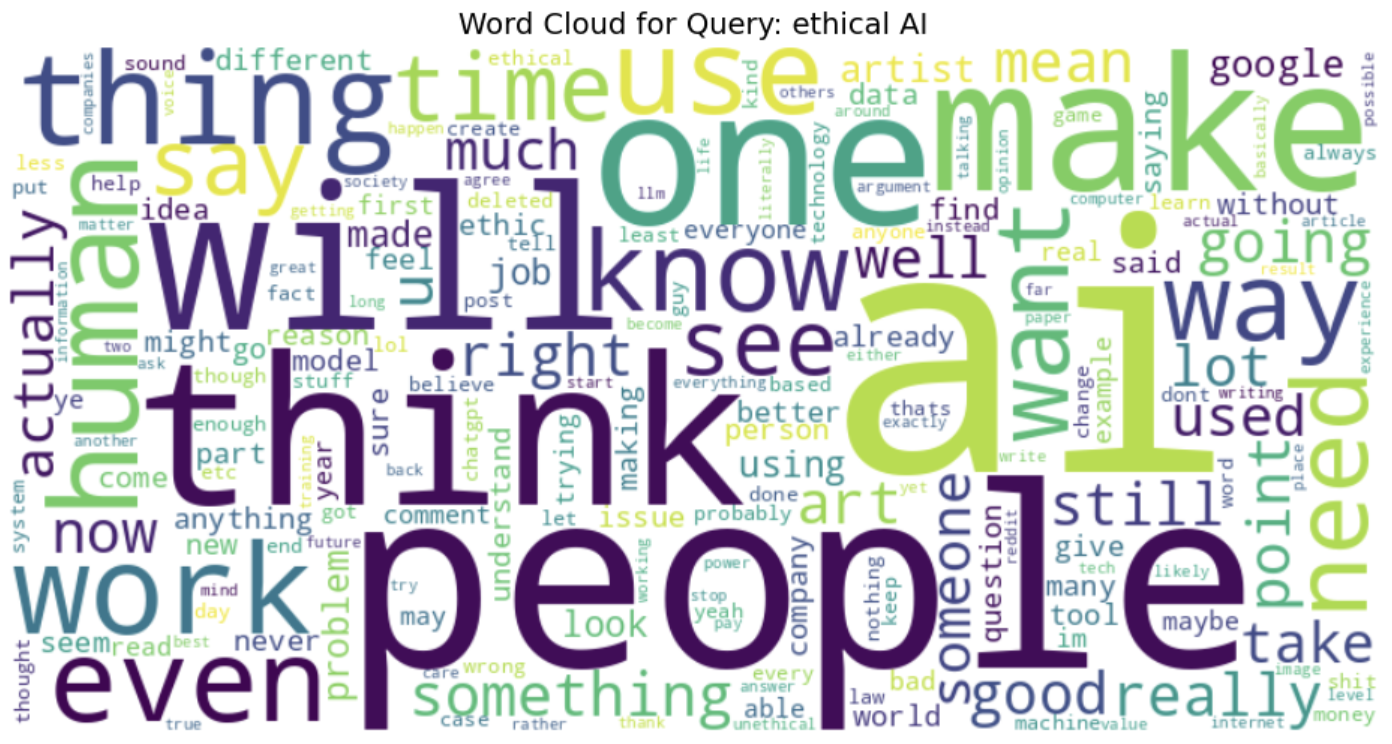 Word Cloud for Query: ethical AI
thing
companies
sound
voice
different
time
ethical
use
kind
others
artist
mean
data
around
google
possible
make
game
talking
opinion
saying
basically
always
happen
create
much
one
life
literally
technology
argument
llm
less
put
help
say
society
agree
getting
first
deleted
human
matter
idea
made
ethic
tell
feel
u
job
least
everyone
anyone
instead
find
computer
learn
without
actual
article
well
want
real
said
going
result
actually
information
will
great
fact
long
post
know
guy
become
see
already
either
ai
far
paper
way
lot
experience
two
ask
might
go
reason
lol
model
right
though
stuff
believe
start
everything
based
thats
exactly
change
example
dont
writing
used
need
ye
another
think
enough
part
etc
sure
come
training
year
back
chatgpt
trying
making
better
person
using
write
system
now
anything
new
got
end
future
comment
understand
let
issue
done
probably
art
yet
someone
question
reddit
still
word
point
place
give
tech
likely
many
tool
im
maybe
work
mind
day
problem
people
try
may
working
look
power
stop
yeah
pay
company
nothing
keep
take
thought
seem
read
best
never
even
true
care
wrong
something
case
rather
thank
every
answer
unethical
able
law
world
bad
good
really
machine
value
internet
image
shit
level
money